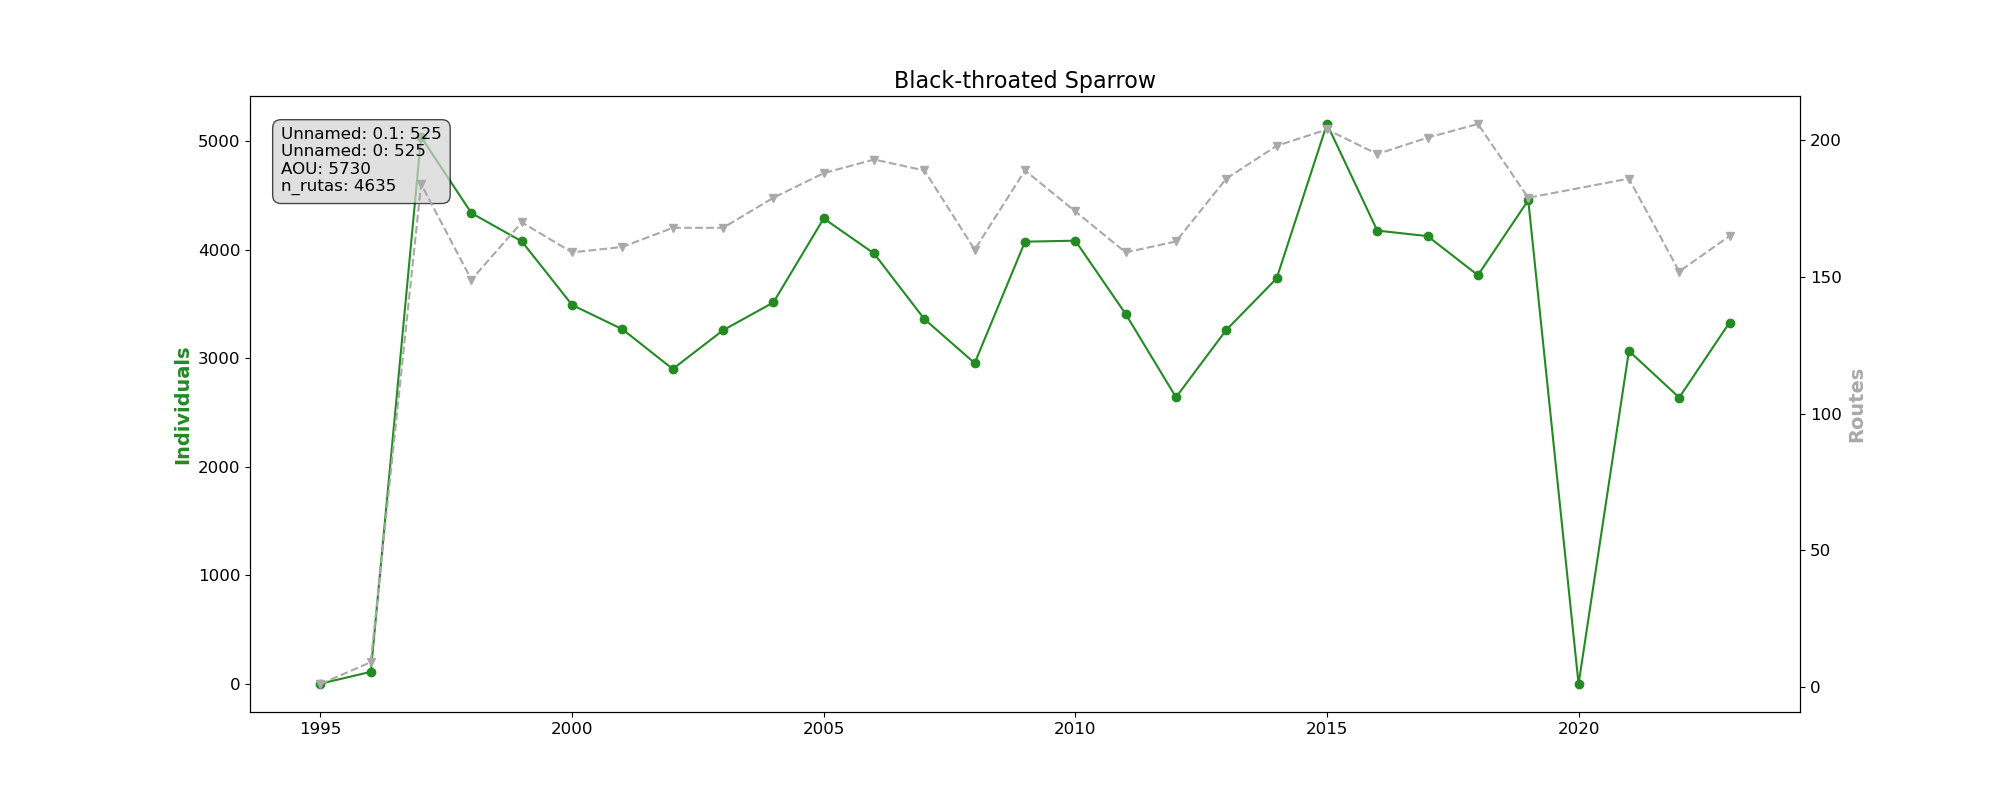 Black-throated Sparrow
Unnamed: 0.1: 525
Unnamed: 0: 525
AOU: 5730
n_rutas: 4635
5000
4000
3000
2000
1000
0
Individuals
200
150
100
50
0
Routes
1995
2000
2005
2010
2015
2020